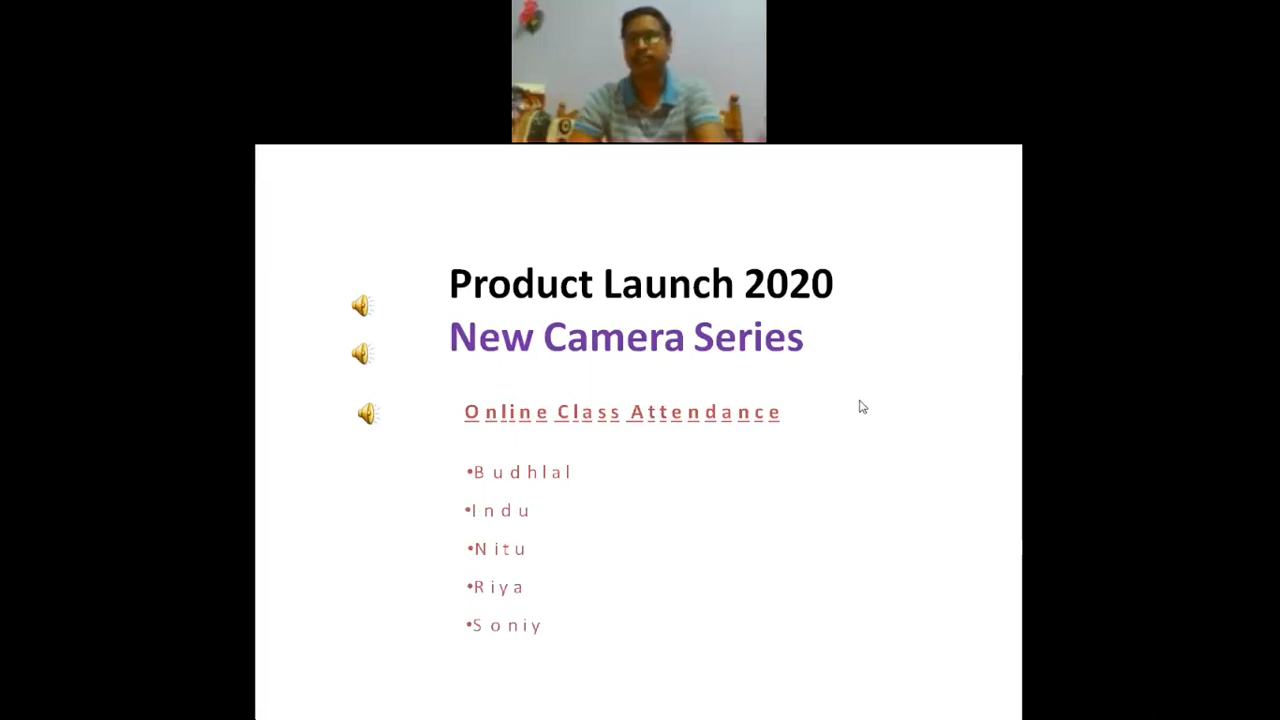 Product Launch 2020
New Camera Series
Online Class Attendance
•Budhlal
•Indu
•Nitu
•Riya
•Soniy